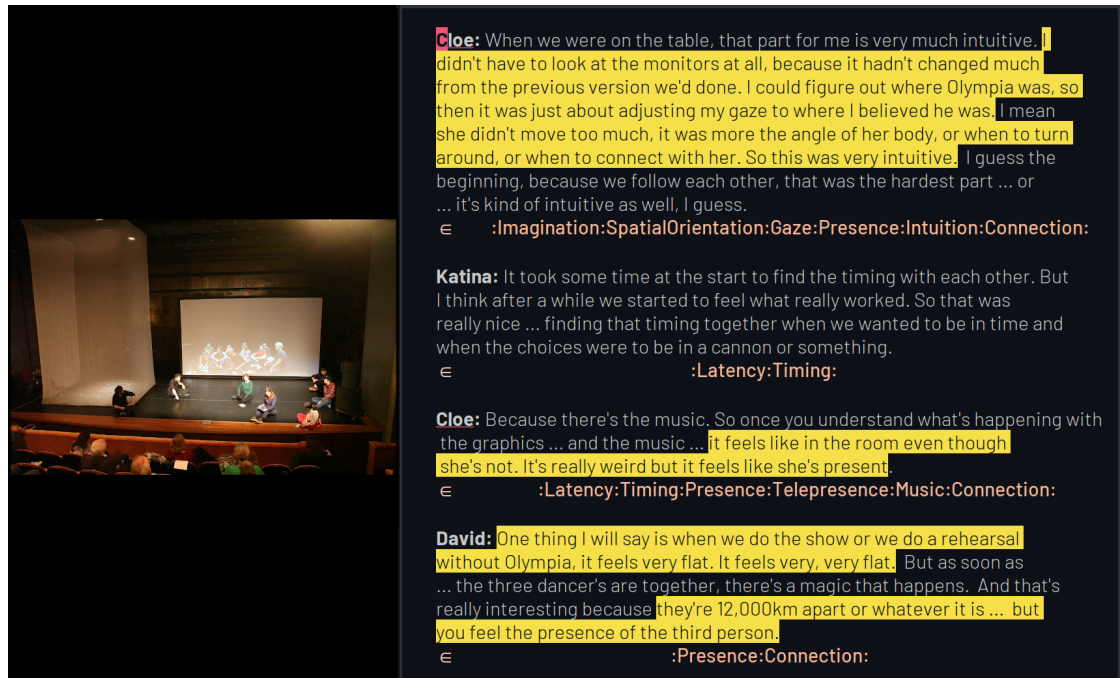 Cloe: When we were on the table, that part for me is very much intuitive. I
didn't have to look at the monitors at all, because it hadn't changed much
from the previous version we'd done. I could figure out where Olympia was, so
then it was just about adjusting my gaze to where I believed he was. I mean
she didn't move too much, it was more the angle of her body, or when to turn
around, or when to connect with her. So this was very intuitive. I guess the
beginning, because we follow each other, that was the hardest part ... or
... it's kind of intuitive as well, I guess.
∈ :Imagination:SpatialOrientation:Gaze:Presence:Intuition:Connection:
Katina: It took some time at the start to find the timing with each other. But
I think after a while we started to feel what really worked. So that was
really nice ... finding that timing together when we wanted to be in time and
when the choices were to be in a cannon or something.
∈ :Latency:Timing:
Cloe: Because there's the music. So once you understand what's happening with
the graphics ... and the music ... it feels like in the room even though
she's not. It's really weird but it feels like she's present.
∈ :Latency:Timing:Presence:Telepresence:Music:Connection:
David: One thing I will say is when we do the show or we do a rehearsal
without Olympia, it feels very flat. It feels very, very flat. But as soon as
... the three dancer's are together, there's a magic that happens. And that's
really interesting because they're 12,000km apart or whatever it is ... but
you feel the presence of the third person.
∈ :Presence:Connection: